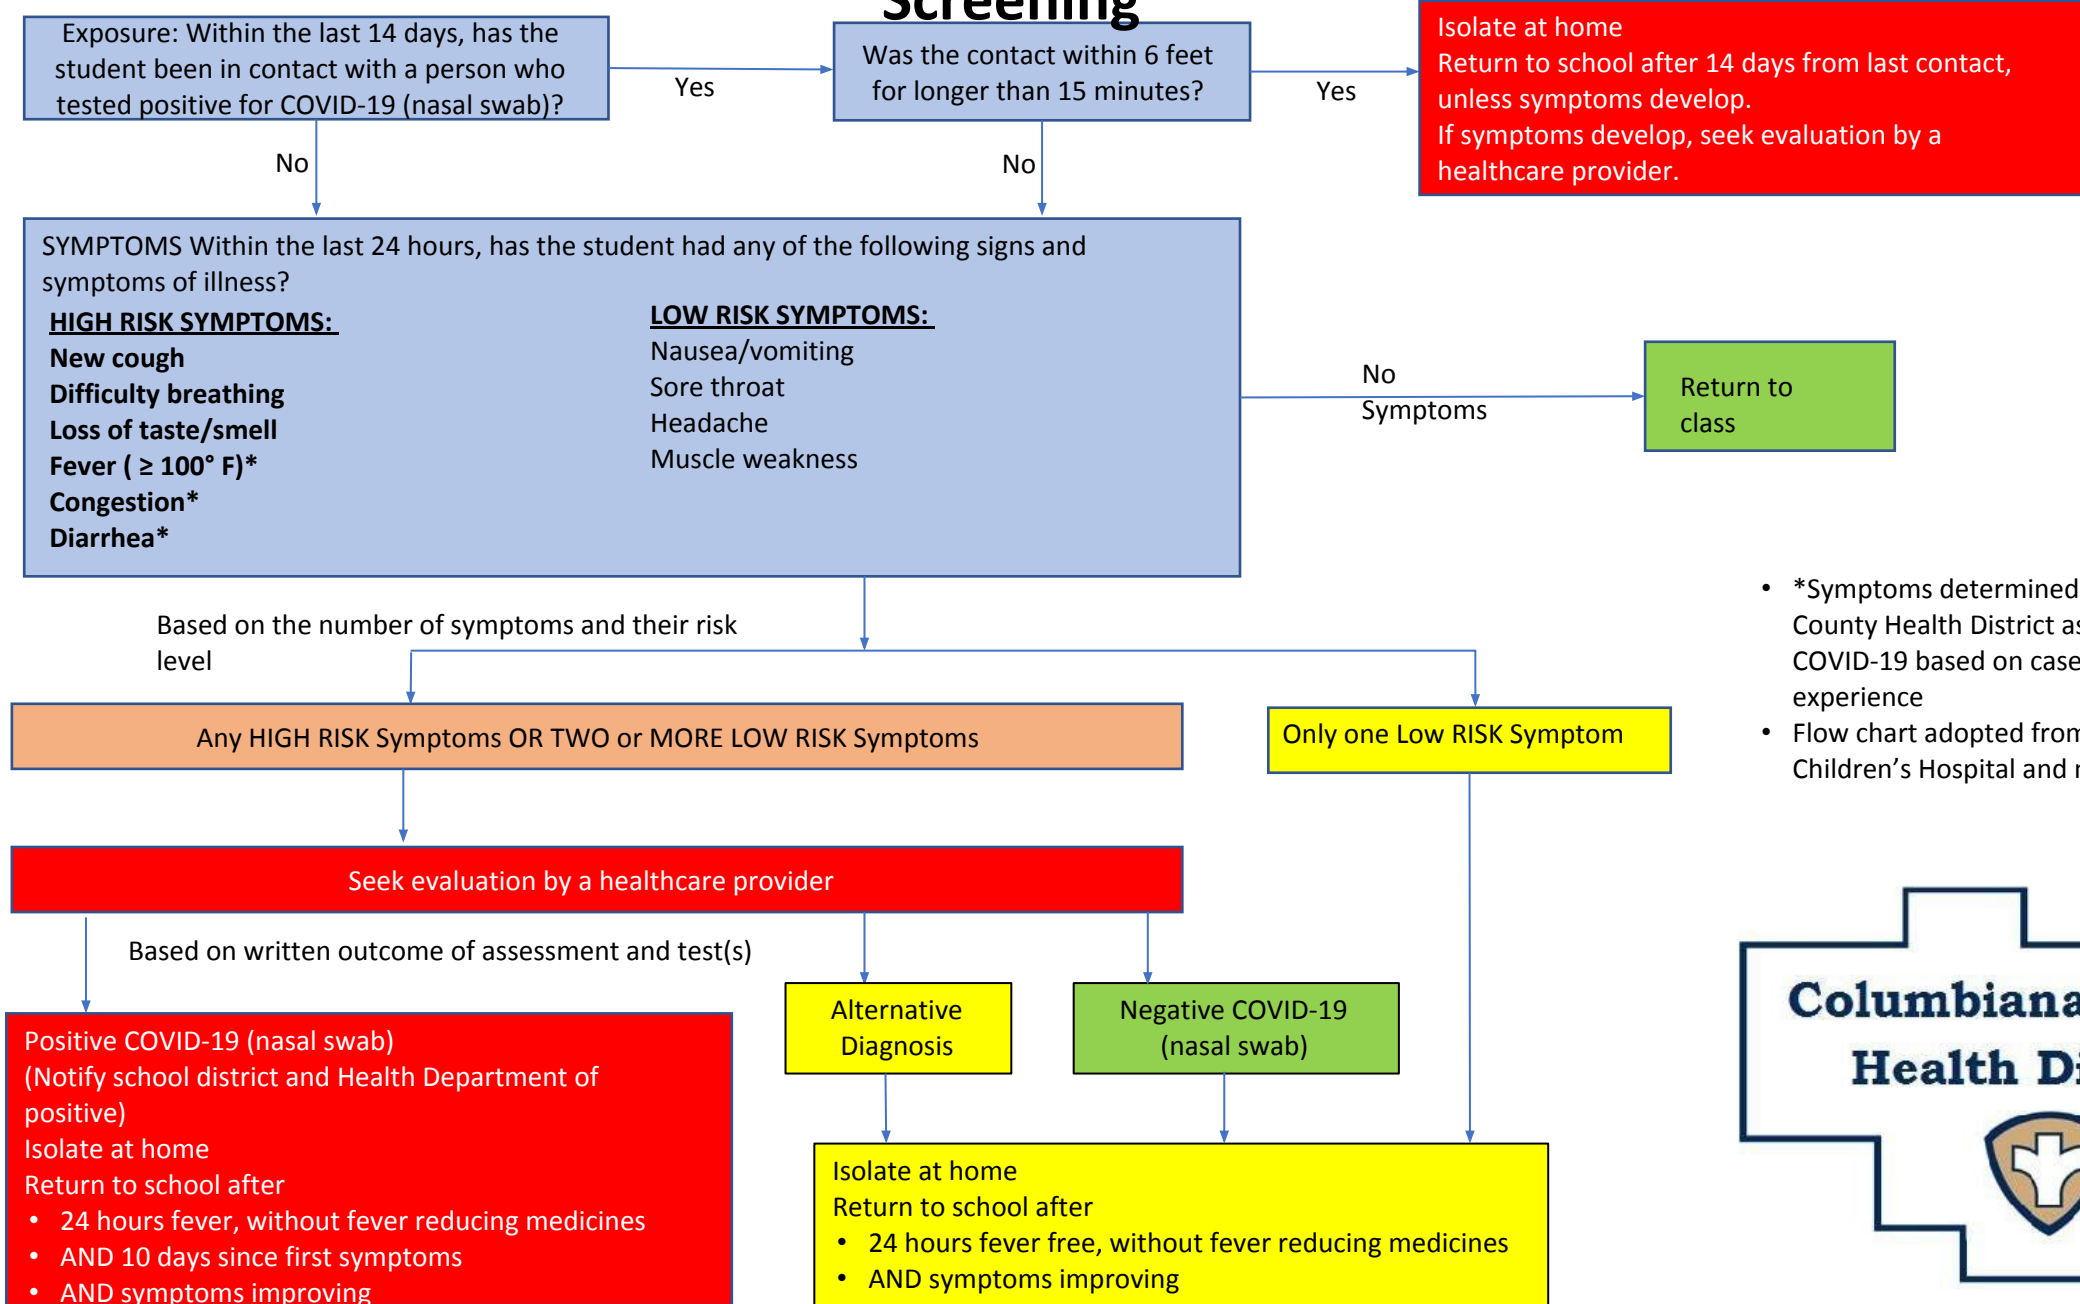 Screening
Exposure: Within the last 14 days, has the
student been in contact with a person who
tested positive for COVID-19 (nasal swab)?
Yes
Was the contact within 6 feet
for longer than 15 minutes?
Yes
Isolate at home
Return to school after 14 days from last contact,
unless symptoms develop.
If symptoms develop, seek evaluation by a
healthcare provider.
No
No
SYMPTOMS Within the last 24 hours, has the student had any of the following signs and
symptoms of illness?
HIGH RISK SYMPTOMS:
New cough
Difficulty breathing
Loss of taste/smell
Fever ( ≥ 100° F)*
Congestion*
Diarrhea*
LOW RISK SYMPTOMS:
Nausea/vomiting
Sore throat
Headache
Muscle weakness
No
Symptoms
Return to
class
• *Symptoms determined
County Health District as
COVID-19 based on case
experience
• Flow chart adopted from
Children's Hospital and
Based on the number of symptoms and their risk
level
Any HIGH RISK Symptoms OR TWO or MORE LOW RISK Symptoms
Only one Low RISK Symptom
Seek evaluation by a healthcare provider
Based on written outcome of assessment and test(s)
Alternative
Diagnosis
Negative COVID-19
(nasal swab)
Positive COVID-19 (nasal swab)
(Notify school district and Health Department of
positive)
Isolate at home
Return to school after
• 24 hours fever, without fever reducing medicines
• AND 10 days since first symptoms
• AND symptoms improving
Isolate at home
Return to school after
• 24 hours fever free, without fever reducing medicines
• AND symptoms improving
Columbiana
Health